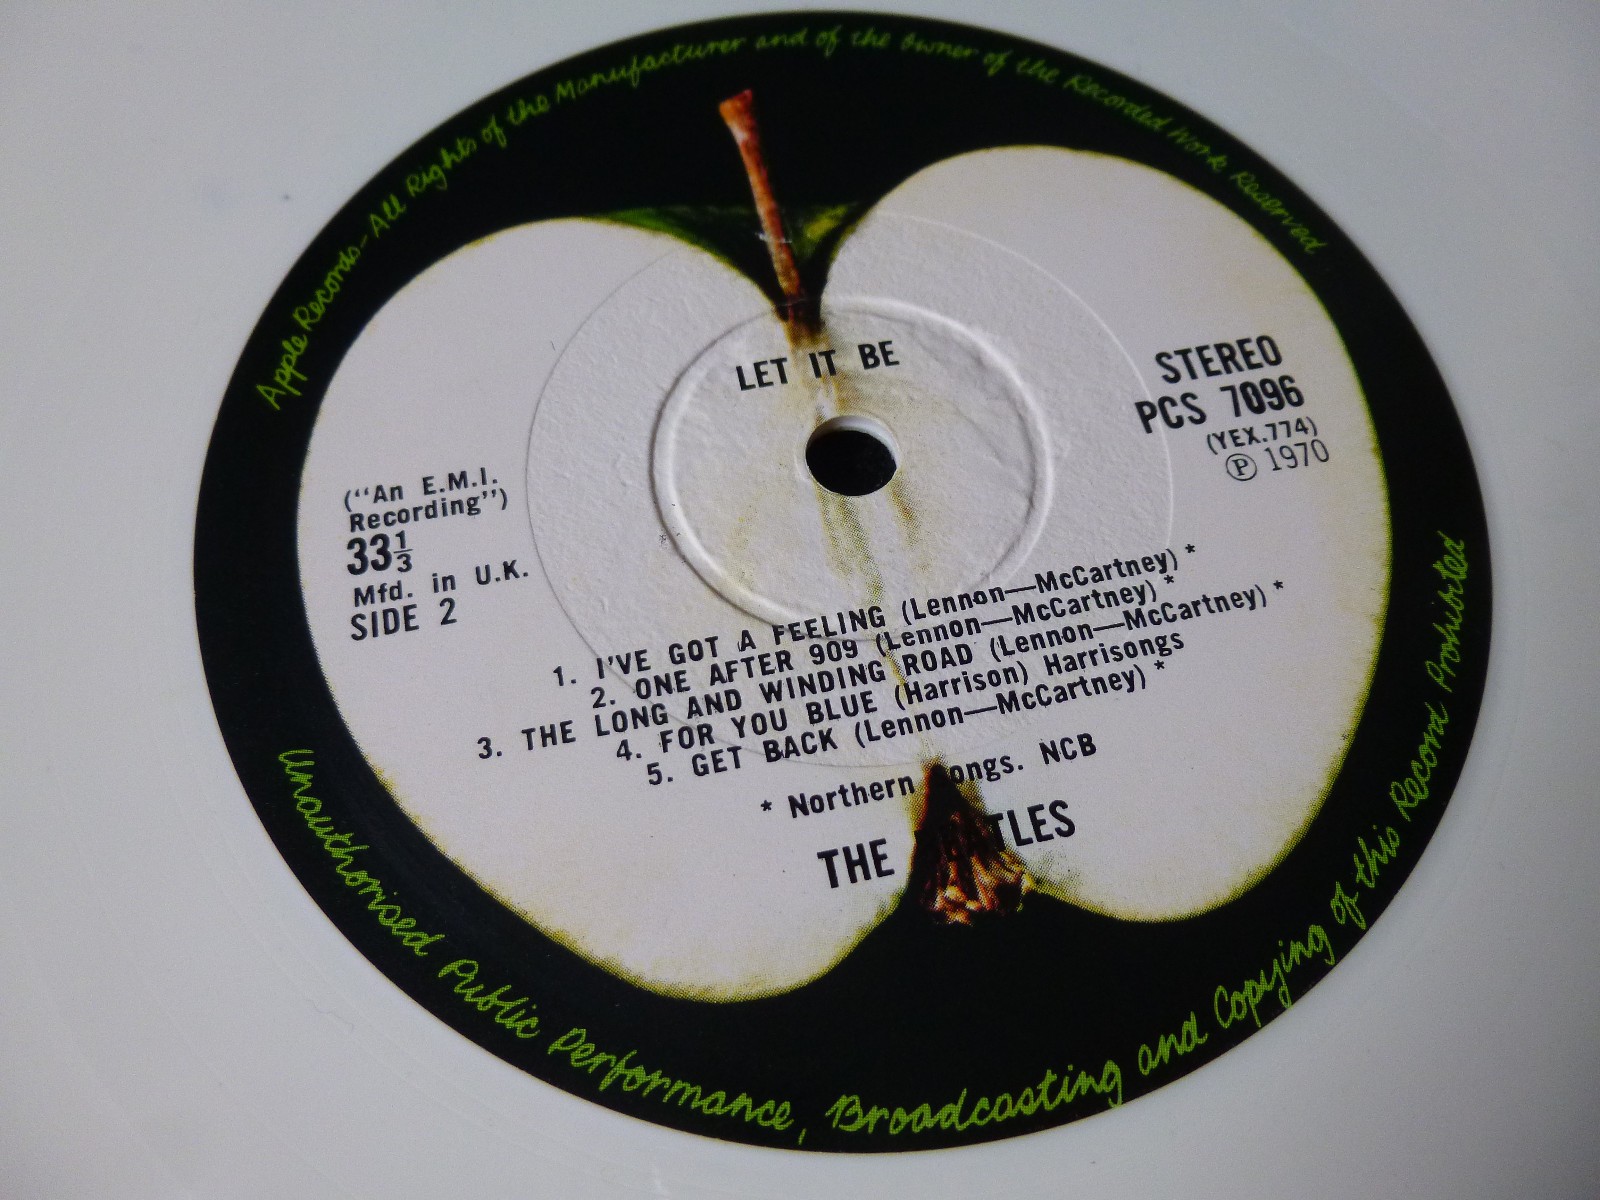 Apple Records-All Rights of the Manufacturer and of the Owner of the Recorded Work Reserved
LET IT BE
STEREO
PCS 7096
(YEX.774)
Ⓟ 1970
("An E.M.I.
Recording")
33⅓
Mfd. in U.K.
SIDE 2
1. I'VE GOT A FEELING (Lennon—McCartney) *
2. ONE AFTER 909 (Lennon—McCartney) *
3. THE LONG AND WINDING ROAD (Lennon—McCartney) *
4. FOR YOU BLUE (Harrison) Harrisongs
5. GET BACK (Lennon—McCartney) *
* Northern ongs. NCB
THE TLES
Unauthorised Public Performance, Broadcasting and Copying of this Record Prohibited